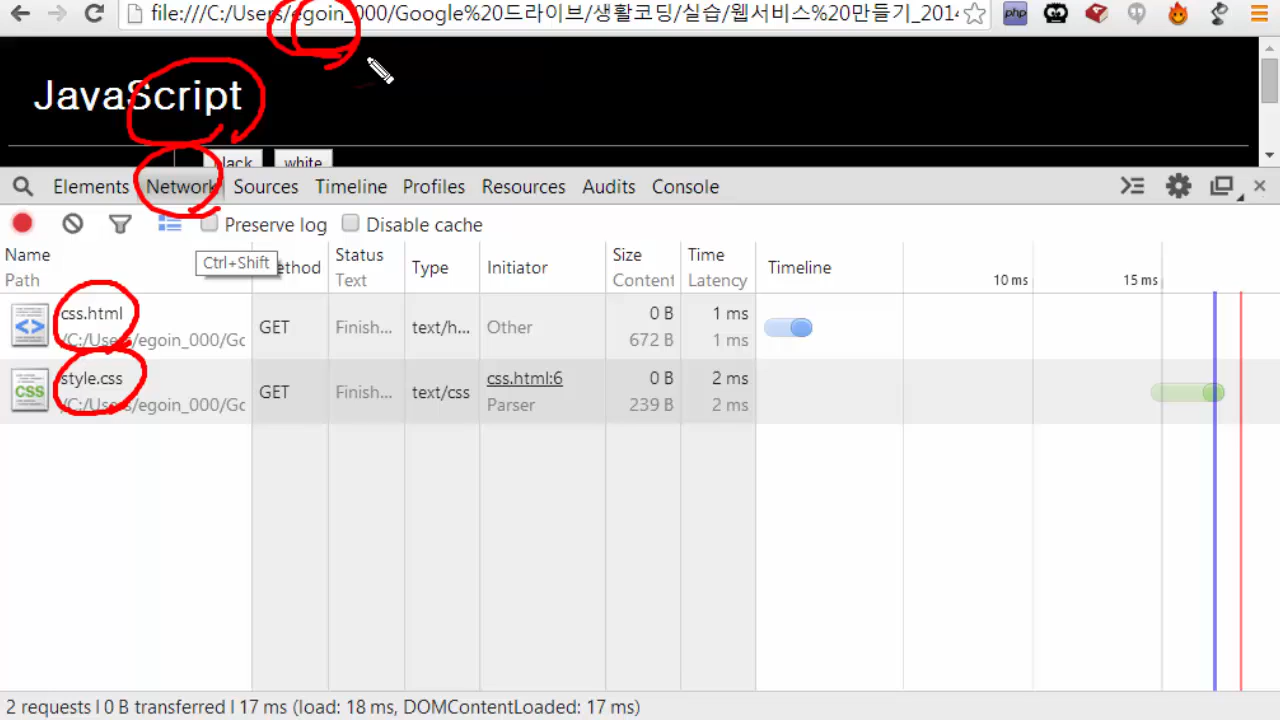 file:///C:/Users/egoin_000/Google%20드라이브/생활코딩/실습/웹서비스%20만들기_2014
php
JavaScript
black white
Elements Network Sources Timeline Profiles Resources Audits Console
Preserve log Disable cache
Name Method Status Type Initiator Size Time Timeline
Path Text Content Latency 10 ms 15 ms
Ctrl+Shift
css.html GET Finish... text/h... Other 0 B 1 ms
/C:/Users/egoin_000/Gc 672 B 1 ms
CSS style.css GET Finish... text/css css.html:6 0 B 2 ms
/C:/Users/egoin_000/Gc Parser 239 B 2 ms
2 requests | 0 B transferred | 17 ms (load: 18 ms, DOMContentLoaded: 17 ms)